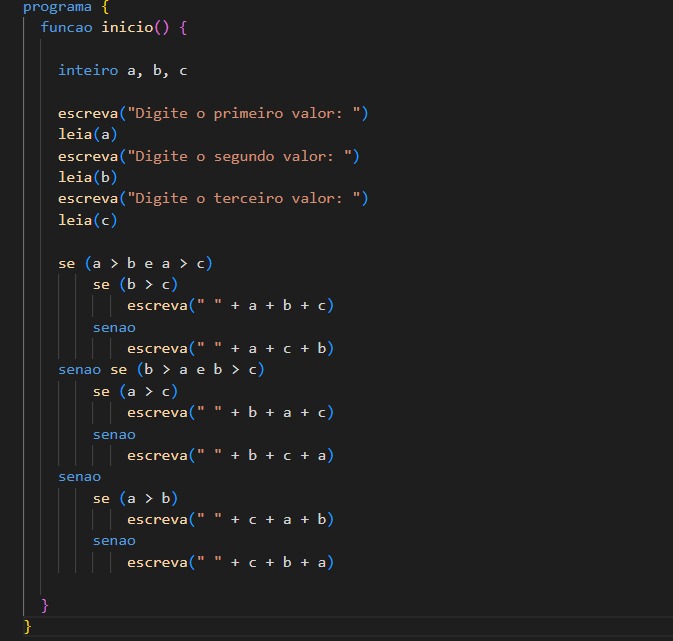 programa {
funcao inicio() {
inteiro a, b, c
escreva("Digite o primeiro valor: ")
leia(a)
escreva("Digite o segundo valor: ")
leia(b)
escreva("Digite o terceiro valor: ")
leia(c)
se (a > b e a > c)
se (b > c)
escreva(" " + a + b + c)
senao
escreva(" " + a + c + b)
senao se (b > a e b > c)
se (a > c)
escreva(" " + b + a + c)
senao
escreva(" " + b + c + a)
senao
se (a > b)
escreva(" " + c + a + b)
senao
escreva(" " + c + b + a)
}
}